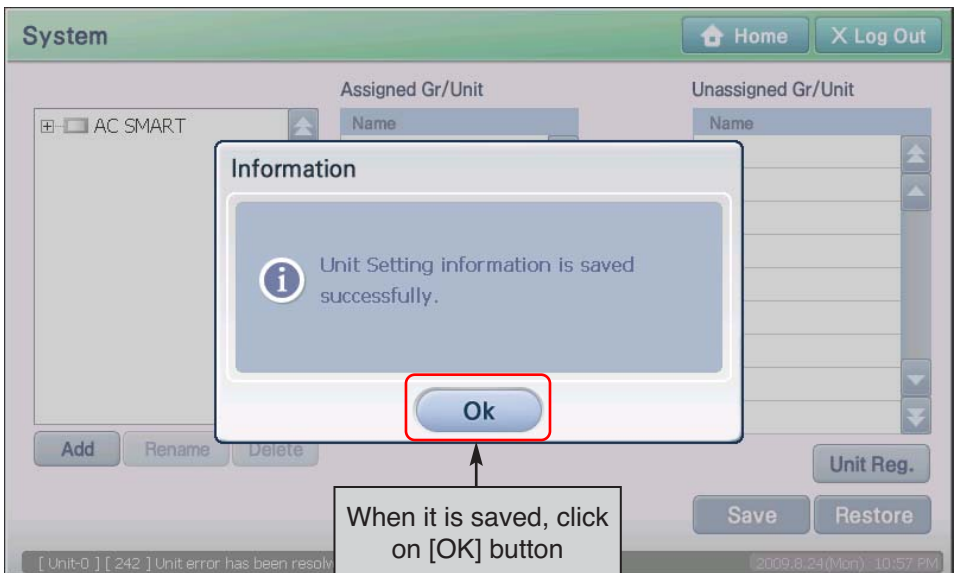 System
Home
X Log Out
Assigned Gr/Unit
Unassigned Gr/Unit
AC SMART
Name
Name
Information
Unit Setting information is saved
successfully.
Ok
Add
Rename
Delete
Unit Reg.
When it is saved, click
on [OK] button
Save
Restore
[ Unit-0 ] [ 242 ] Unit error has been
2009.8.24(Mon) 10:57 PM